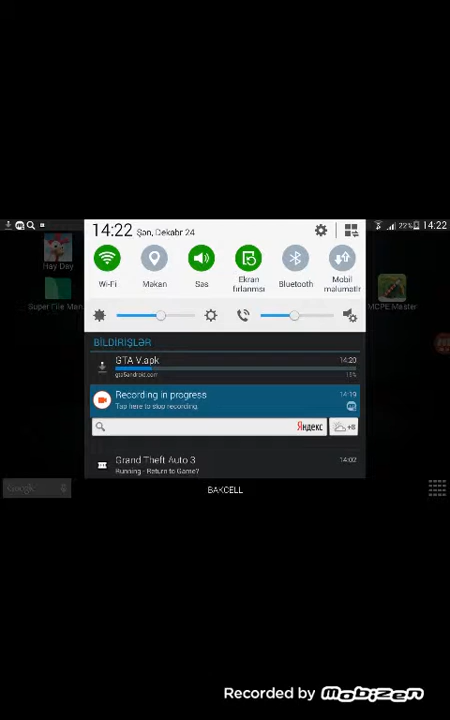 22% 14:22
14:22 Şən, Dekabr 24
Hay Day
Wi-Fi
Məkan
Səs
Ekran fırlanması
Bluetooth
Mobil məlumatlr
Super File Man
MCPE Master
BİLDİRİŞLƏR
GTA V.apk 14:20
gta5android.com 15%
Recording in progress 14:19
Tap here to stop recording.
Яндекс +8
Grand Theft Auto 3 14:02
Running - Return to Game?
Google
BAKCELL
Recorded by mobizen